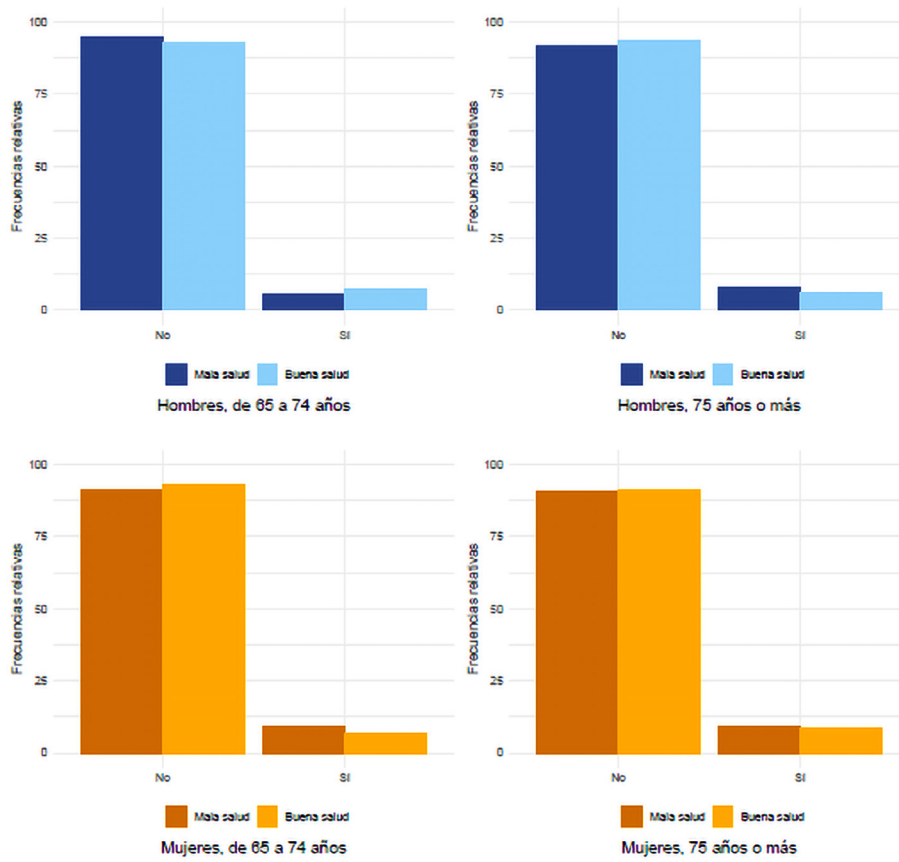 100
75
50
25
0
Frecuencias relativas
No
Sí
Mala salud
Buena salud
Hombres, de 65 a 74 años
100
75
50
25
0
Frecuencias relativas
No
Sí
Mala salud
Buena salud
Hombres, 75 años o más
100
75
50
25
0
Frecuencias relativas
No
Sí
Mala salud
Buena salud
Mujeres, de 65 a 74 años
100
75
50
25
0
Frecuencias relativas
No
Sí
Mala salud
Buena salud
Mujeres, 75 años o más